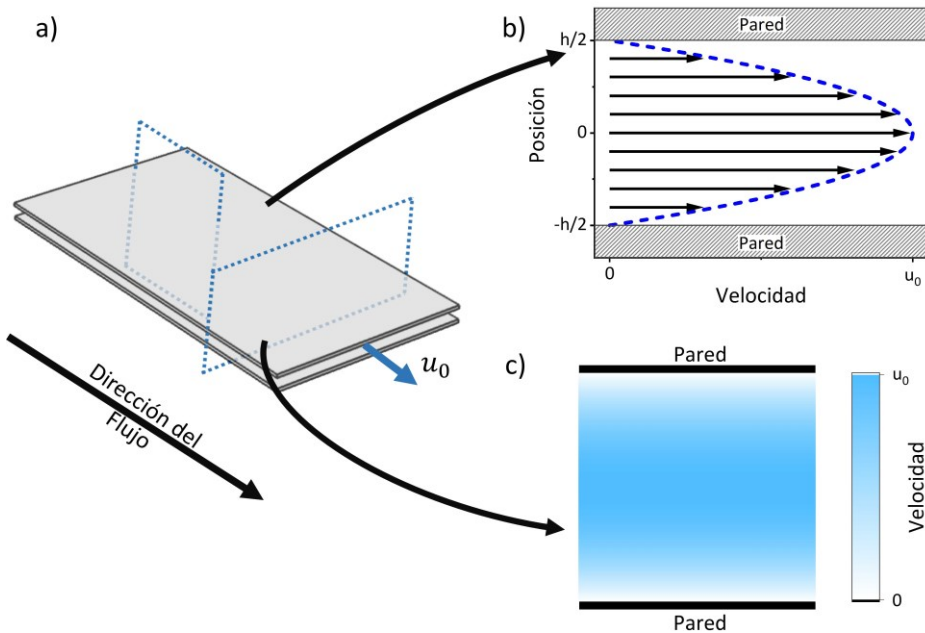 a)
u₀
Dirección del
Flujo
b)
Pared
h/2
0
-h/2
Posición
Pared
0
u₀
Velocidad
c)
Pared
Pared
u₀
0
Velocidad